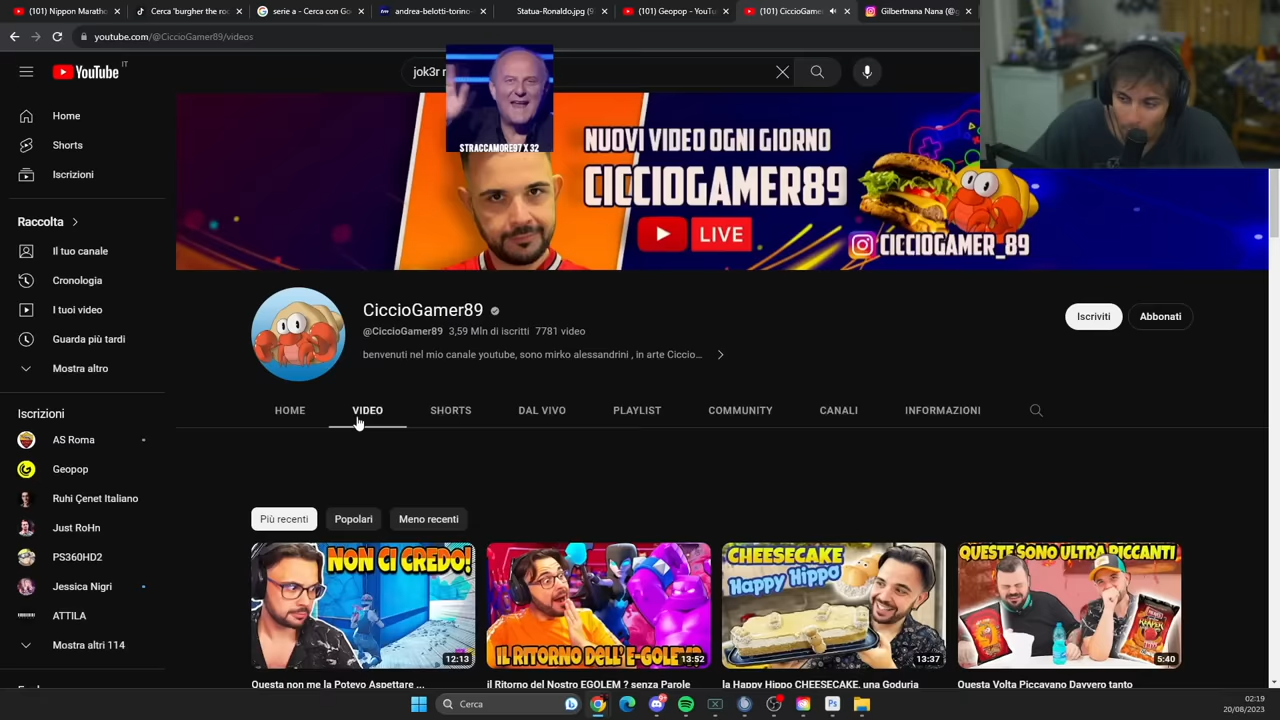 (101) Nippon Marath
Cerca 'burgher the ro
serie a - Cerca con Go
andrea-belotti-torino-
Statua-Ronaldo.jpg (9
(101) Geopop - YouTu
(101) CiccioGamer
Gilbertnana Nana (@g
youtube.com/@CiccioGamer89/videos
YouTube IT
jok3r r
STRACCAMORE97 X 32
NUOVI VIDEO OGNI GIORNO
CICCIOGAMER89
LIVE
CICCIOGAMER_89
Home
Shorts
Iscrizioni
Raccolta
Il tuo canale
Cronologia
I tuoi video
Guarda più tardi
Mostra altro
Iscrizioni
AS Roma
Geopop
Ruhi Çenet Italiano
Just RoHn
PS360HD2
Jessica Nigri
ATTILA
Mostra altri 114
CiccioGamer89
@CiccioGamer89 3,59 Mln di iscritti 7781 video
benvenuti nel mio canale youtube, sono mirko alessandrini , in arte Ciccio...
Iscriviti
Abbonati
HOME
VIDEO
SHORTS
DAL VIVO
PLAYLIST
COMMUNITY
CANALI
INFORMAZIONI
Più recenti
Popolari
Meno recenti
NON CI CREDO!
12:13
IL RITORNO DELL'E-GOLEM
13:52
CHEESECAKE
Happy Hippo
13:37
QUESTE SONO ULTRA PICCANTI
REAPER
5:40
Questa non me la Potevo Aspettare ...
il Ritorno del Nostro EGOLEM ? senza Parole
la Happy Hippo CHEESECAKE, una Goduria
Questa Volta Piccavano Davvero tanto
Cerca
02:19
20/08/2023